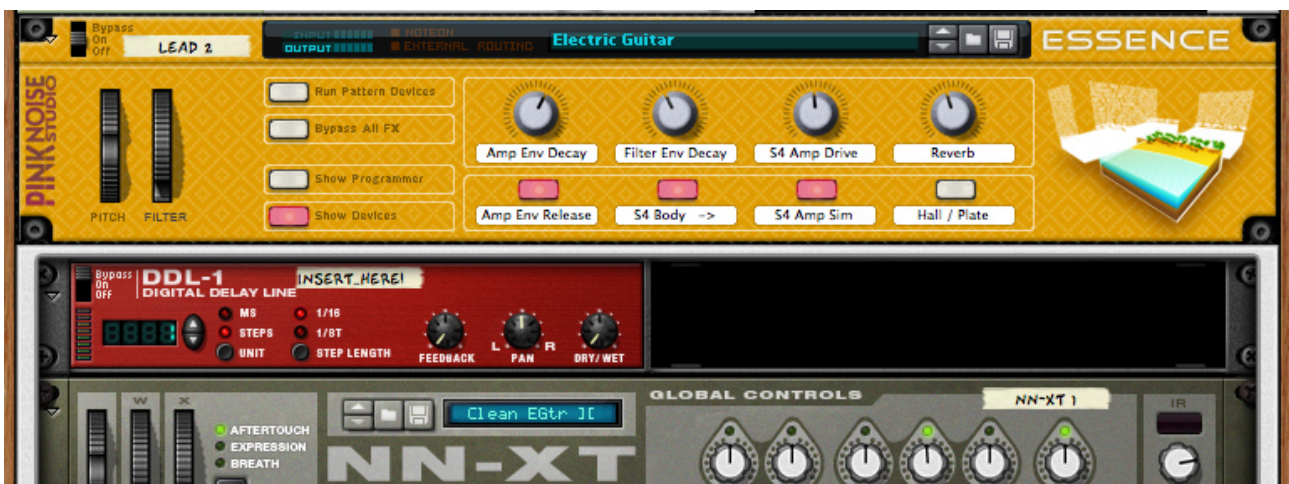 Bypass
On
Off
LEAD 2
INPUT
OUTPUT
NOTEON
EXTERNAL ROUTING
Electric Guitar
ESSENCE
PINK NOISE
STUDIO
PITCH
FILTER
Run Pattern Devices
Bypass All FX
Show Programmer
Show Devices
Amp Env Decay
Filter Env Decay
S4 Amp Drive
Reverb
Amp Env Release
S4 Body ->
S4 Amp Sim
Hall / Plate
Bypass
On
Off
DDL-1
DIGITAL DELAY LINE
INSERT_HERE!
1
MS
STEPS
UNIT
1/16
1/8T
STEP LENGTH
FEEDBACK
L
R
PAN
DRY/WET
W
X
AFTERTOUCH
EXPRESSION
BREATH
Clean EGtr ][
NN-XT
GLOBAL CONTROLS
NN-XT 1
IR